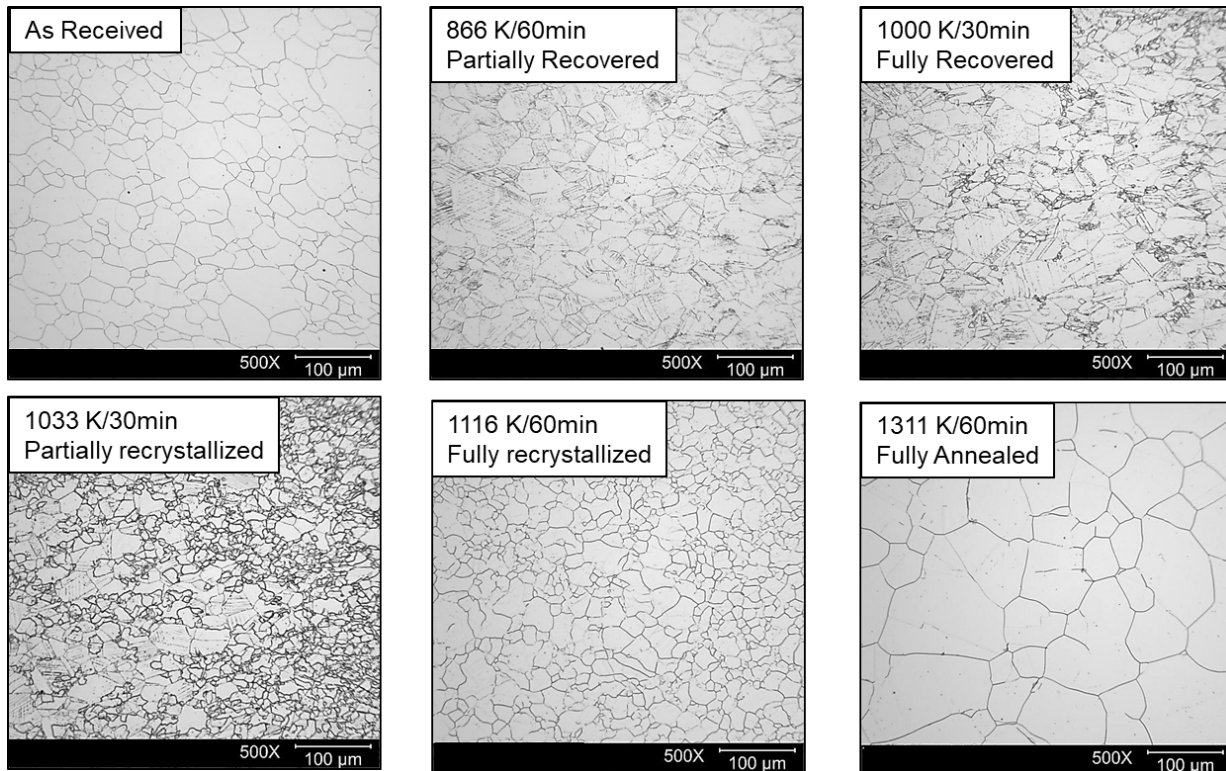 As Received
866 K/60min
Partially Recovered
1000 K/30min
Fully Recovered
500X
100 µm
500X
100 µm
500X
100 µm
1033 K/30min
Partially recrystallized
1116 K/60min
Fully recrystallized
1311 K/60min
Fully Annealed
500X
100 µm
500X
100 µm
500X
100 µm